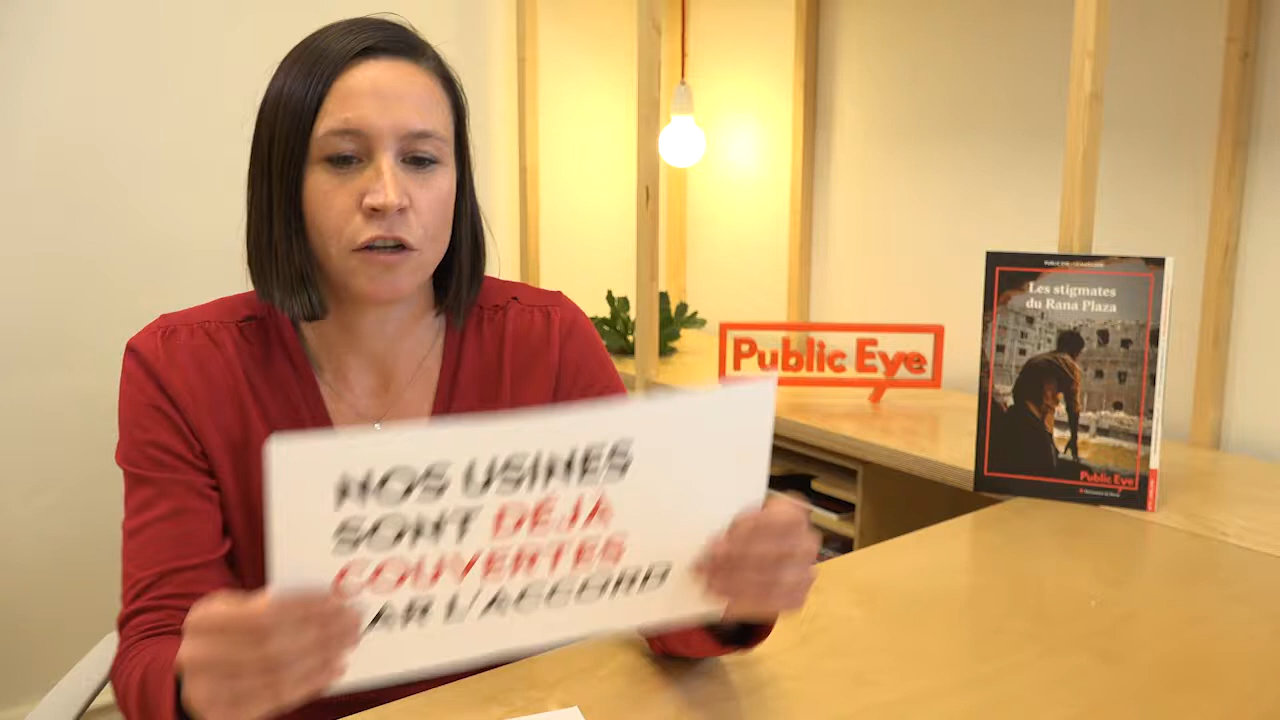 NOS USINES
SONT DÉJÀ
COUVERTES
PAR L'ACCORD
Public Eye
Les stigmates
du Rana Plaza
Public Eye